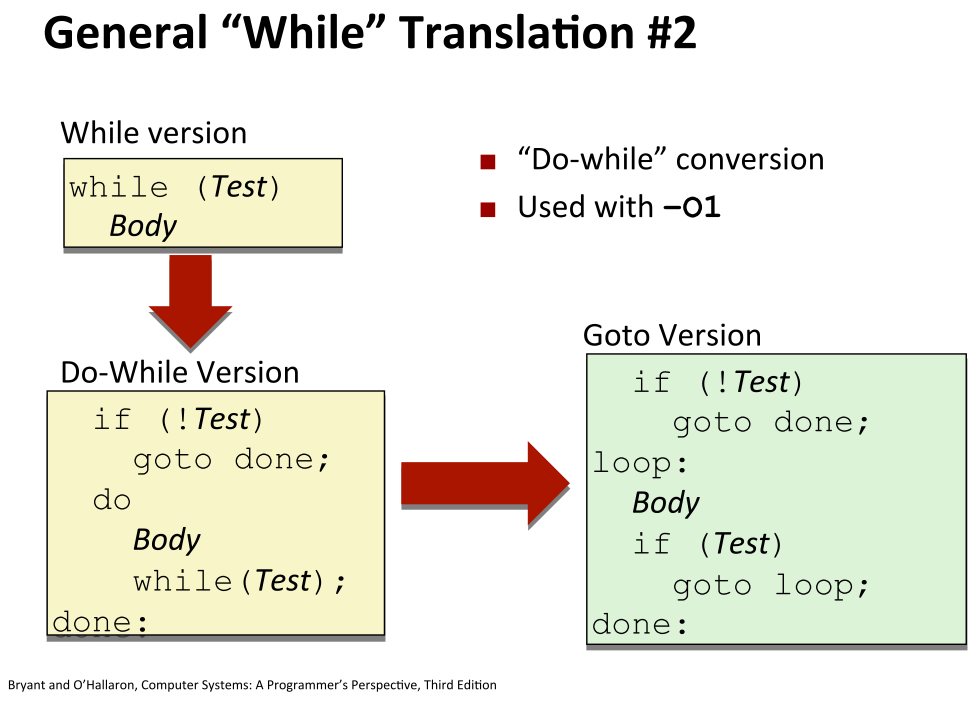 General “While” Translation #2
While version
while (Test)
Body
“Do-while” conversion
Used with –O1
Do-While Version
if (!Test)
goto done;
do
Body
while(Test);
done:
Goto Version
if (!Test)
goto done;
loop:
Body
if (Test)
goto loop;
done:
Bryant and O’Hallaron, Computer Systems: A Programmer’s Perspective, Third Edition